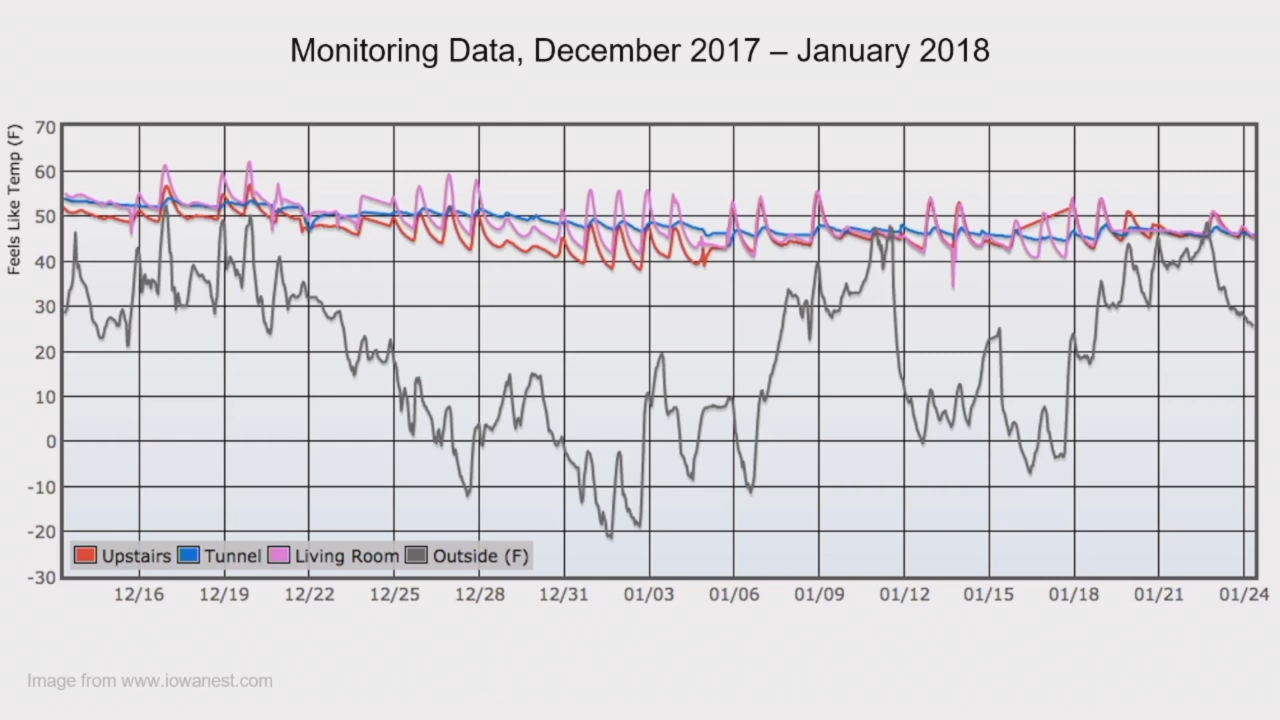 Monitoring Data, December 2017 – January 2018
Feels Like Temp (F)
70
60
50
40
30
20
10
0
-10
-20
-30
Upstairs Tunnel Living Room Outside (F)
12/16 12/19 12/22 12/25 12/28 12/31 01/03 01/06 01/09 01/12 01/15 01/18 01/21 01/24
Image from www.iowanest.com